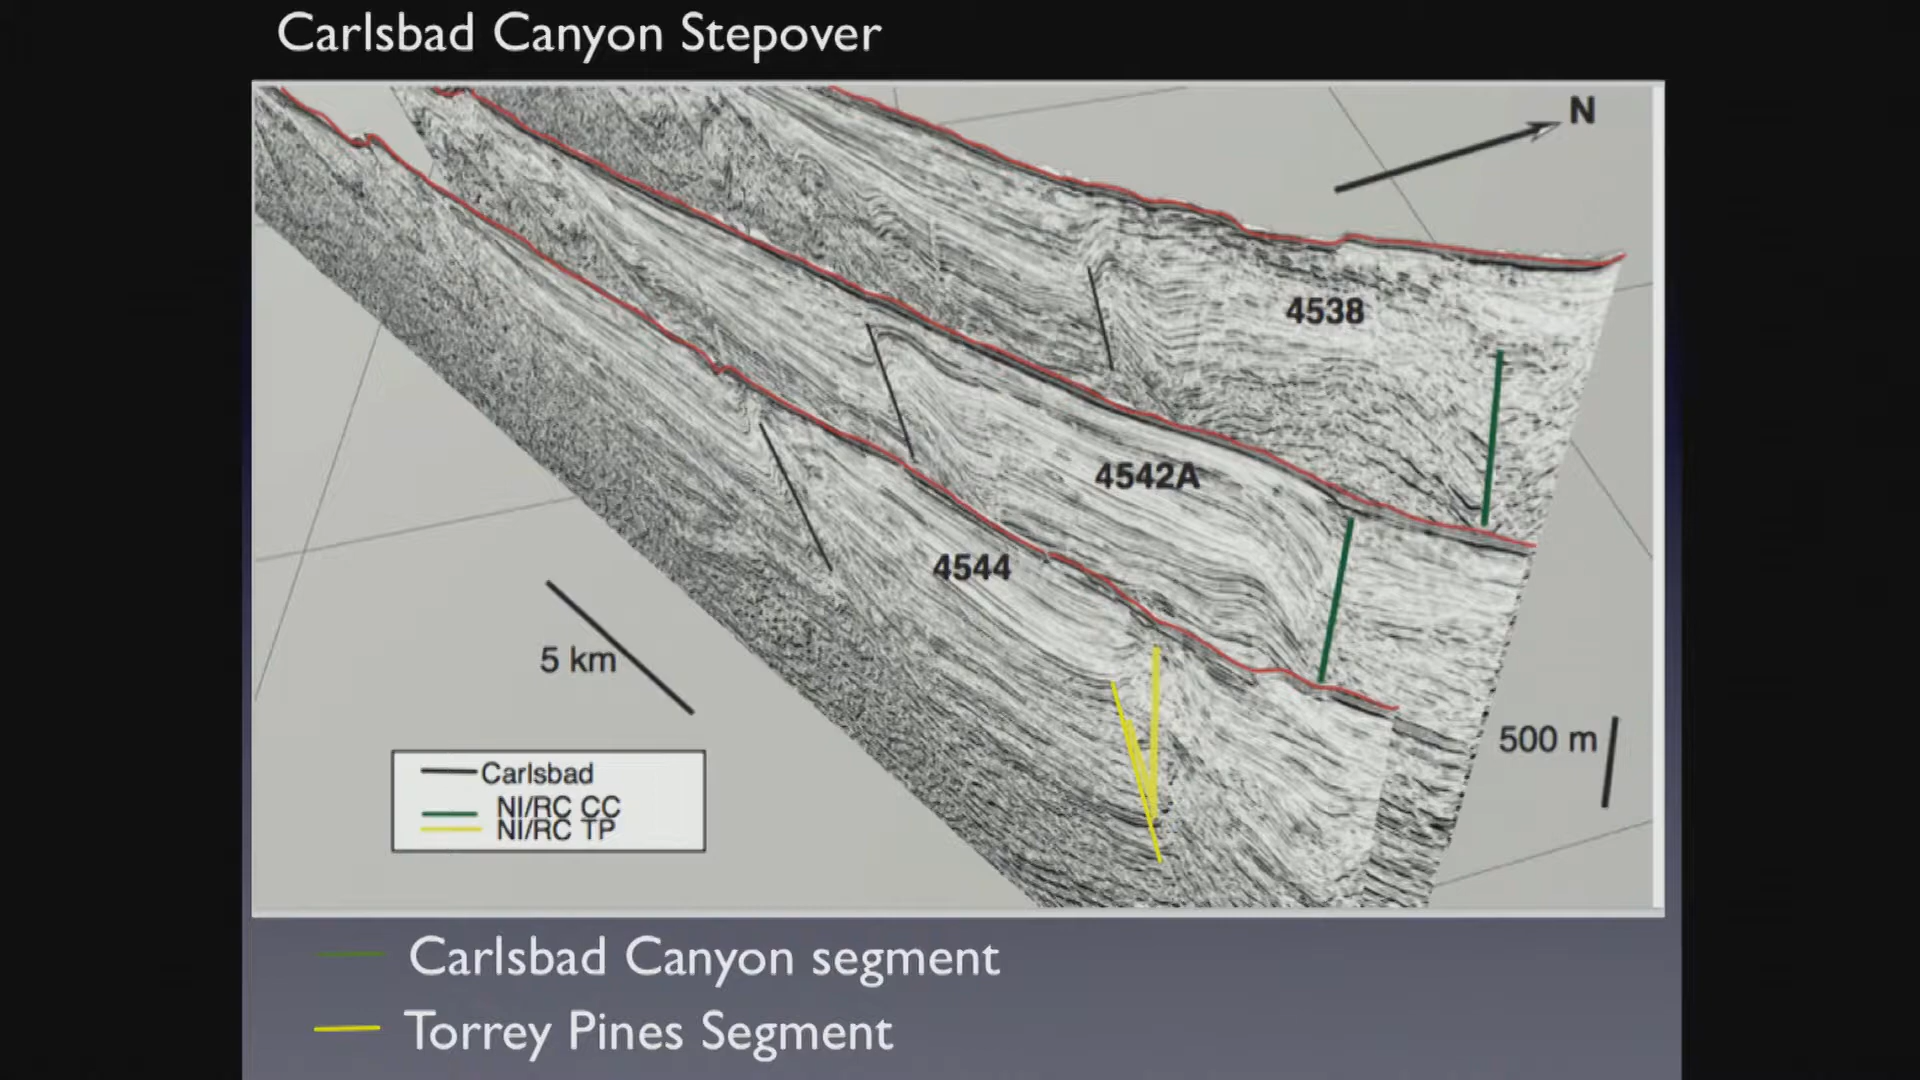 Carlsbad Canyon Stepover
N
4538
4542A
4544
5 km
500 m
Carlsbad
NI/RC CC
NI/RC TP
Carlsbad Canyon segment
Torrey Pines Segment